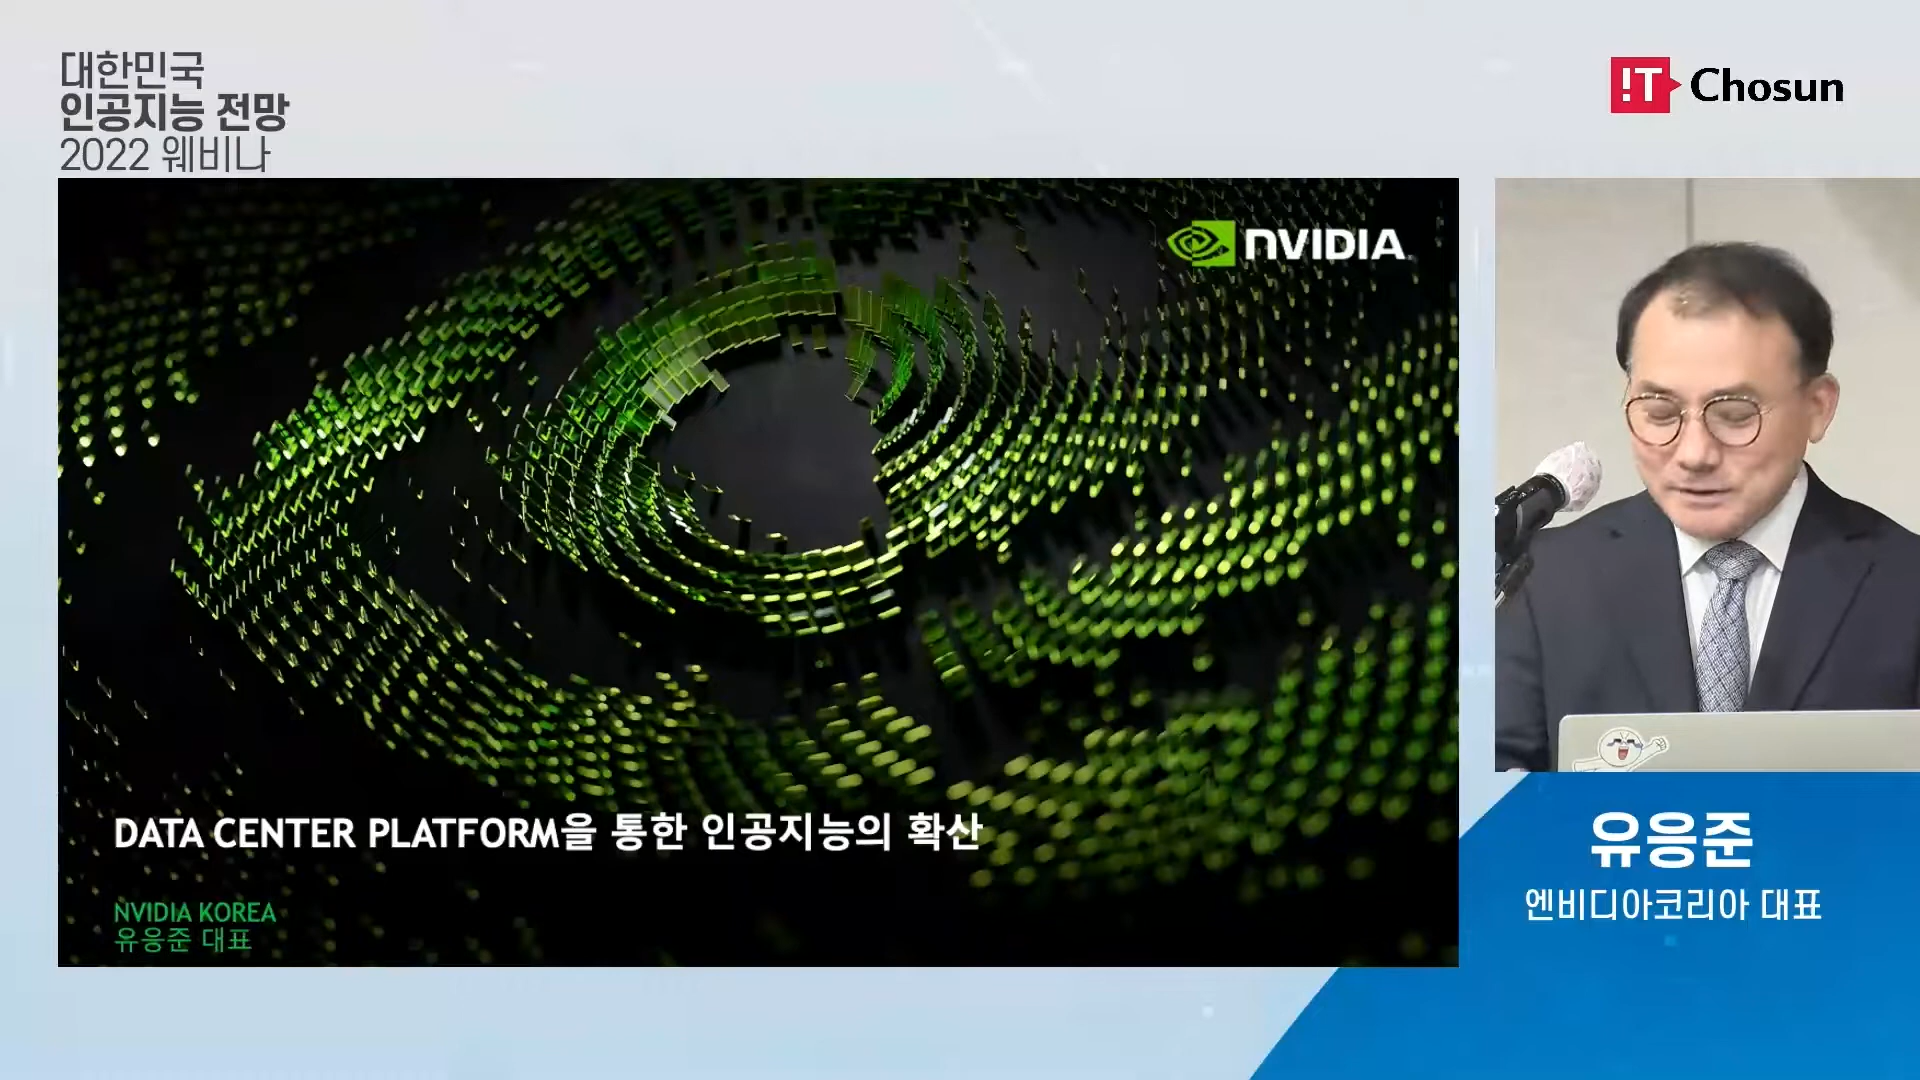 대한민국
인공지능 전망
2022 웨비나
!T Chosun
NVIDIA
DATA CENTER PLATFORM을 통한 인공지능의 확산
NVIDIA KOREA
유응준 대표
유응준
엔비디아코리아 대표